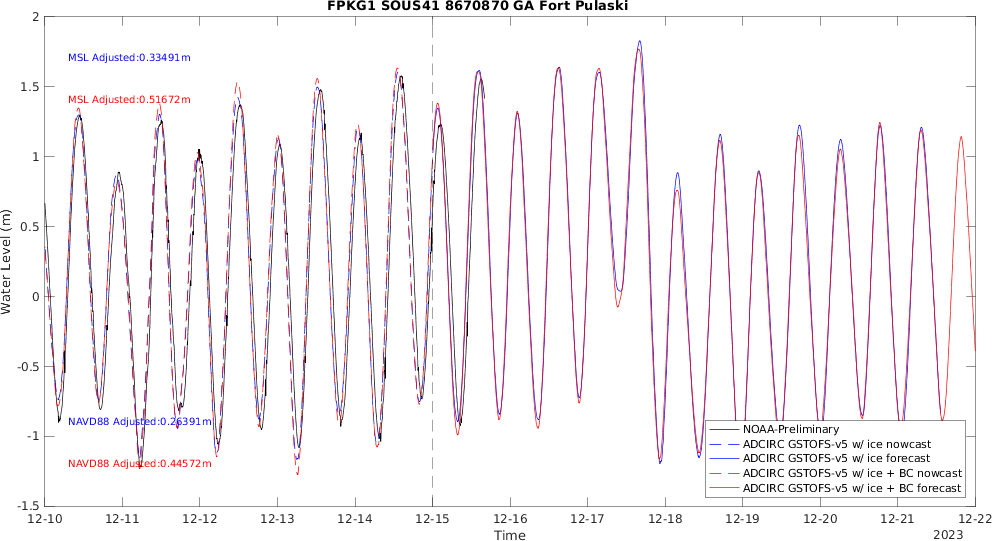 FPKG1 SOUS41 8670870 GA Fort Pulaski
2
1.5
1
0.5
0
-0.5
-1
-1.5
Water Level (m)
MSL Adjusted:0.33491m
MSL Adjusted:0.51672m
NAVD88 Adjusted:0.26391m
NAVD88 Adjusted:0.44572m
NOAA-Preliminary
ADCIRC GSTOFS-v5 w/ ice nowcast
ADCIRC GSTOFS-v5 w/ ice forecast
ADCIRC GSTOFS-v5 w/ ice + BC nowcast
ADCIRC GSTOFS-v5 w/ ice + BC forecast
12-10 12-11 12-12 12-13 12-14 12-15 12-16 12-17 12-18 12-19 12-20 12-21 12-22
Time
2023